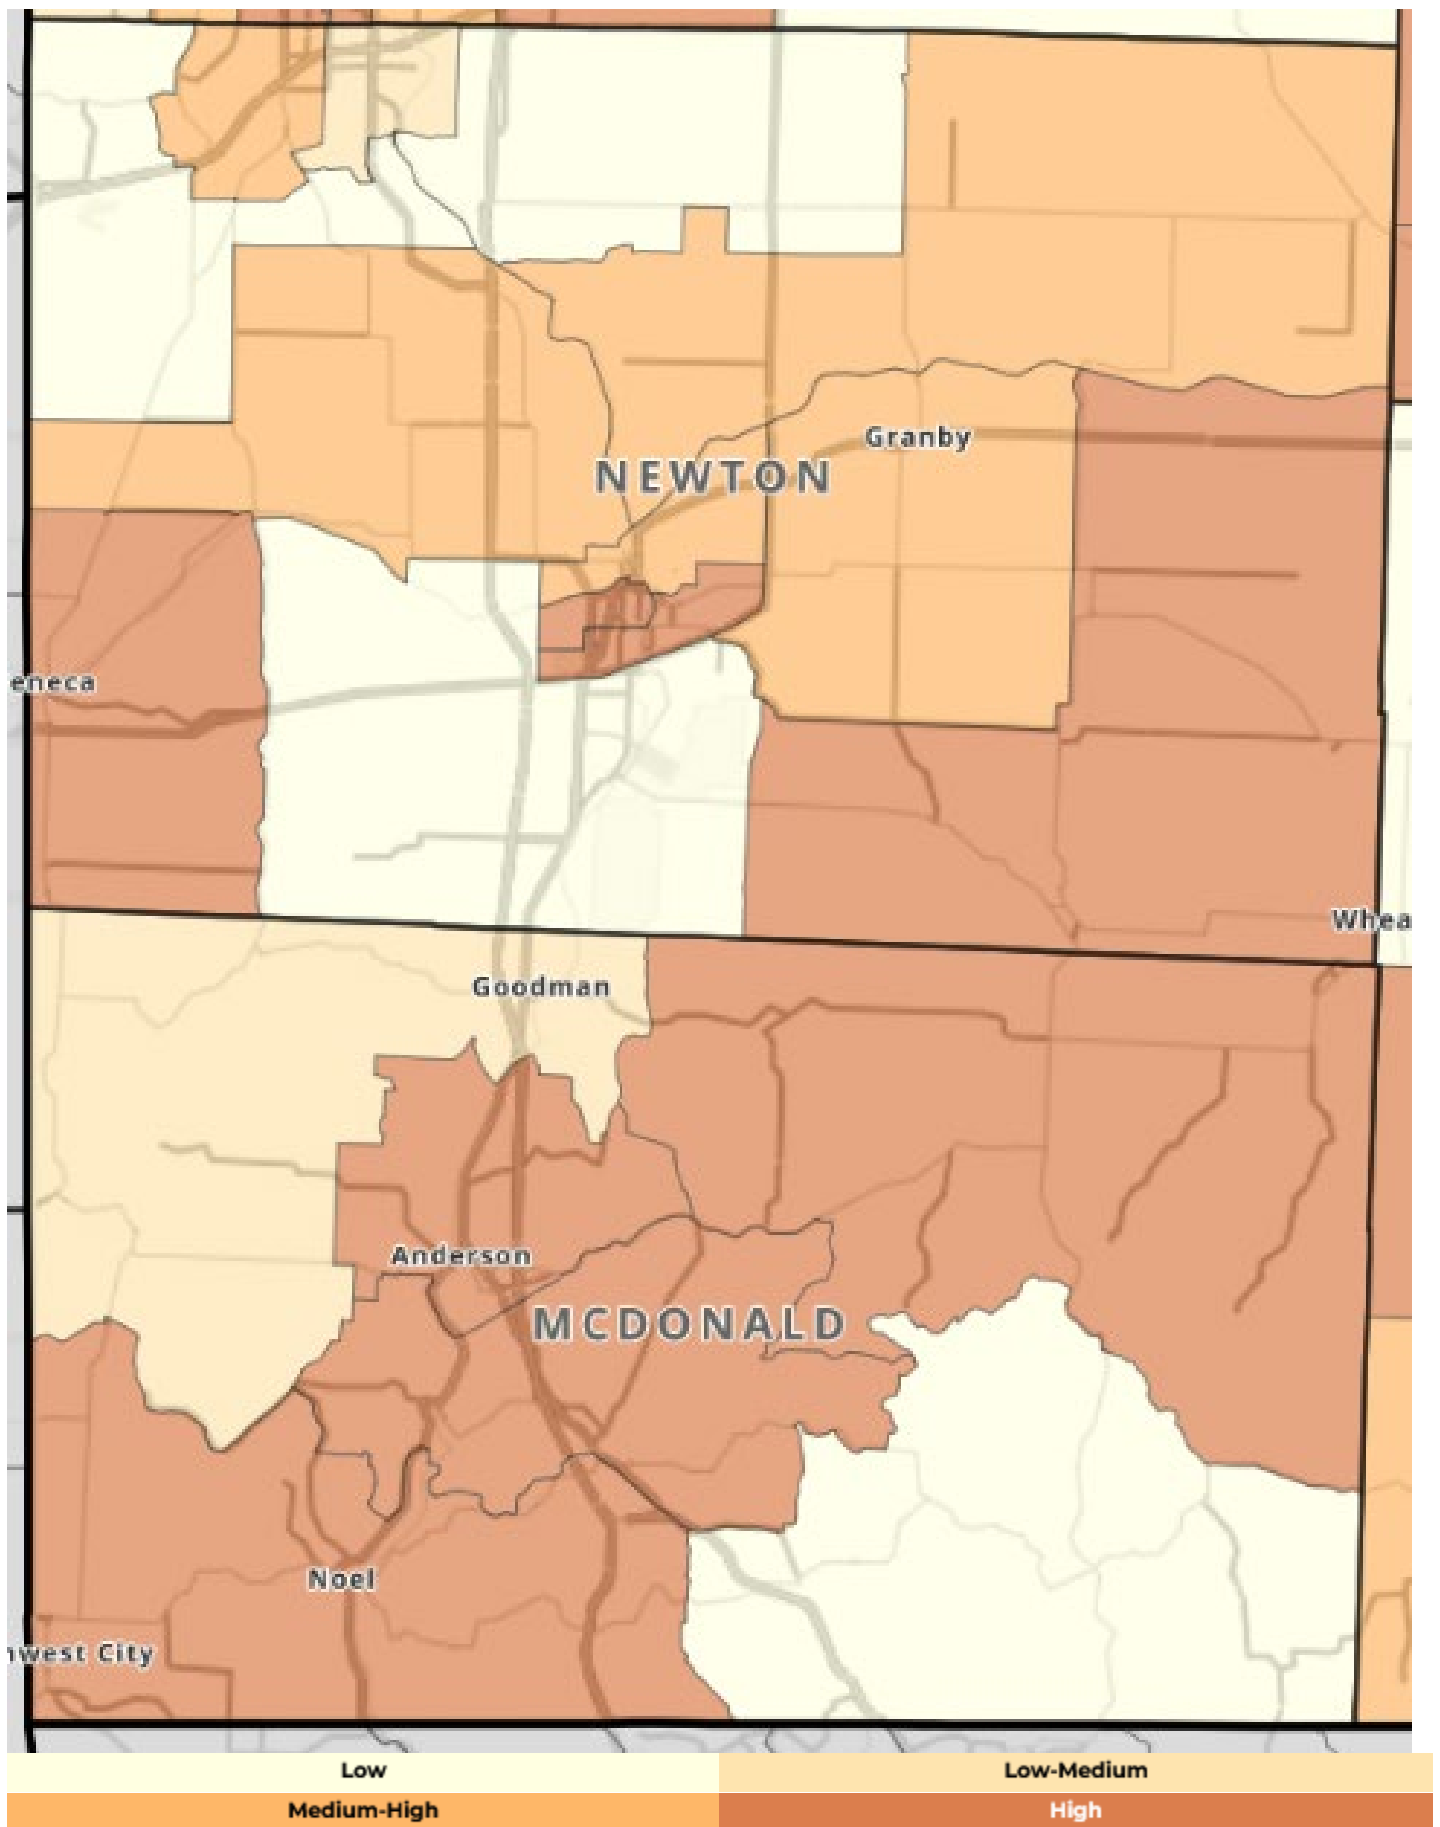 Granby
NEWTON
eneca
Whea
Goodman
Anderson
MCDONALD
Noel
west City
Low
Low-Medium
Medium-High
High